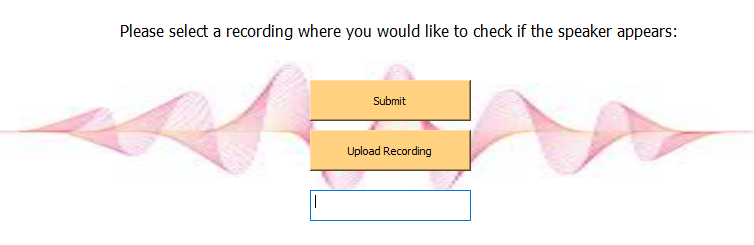 Please select a recording where you would like to check if the speaker appears:
Submit
Upload Recording